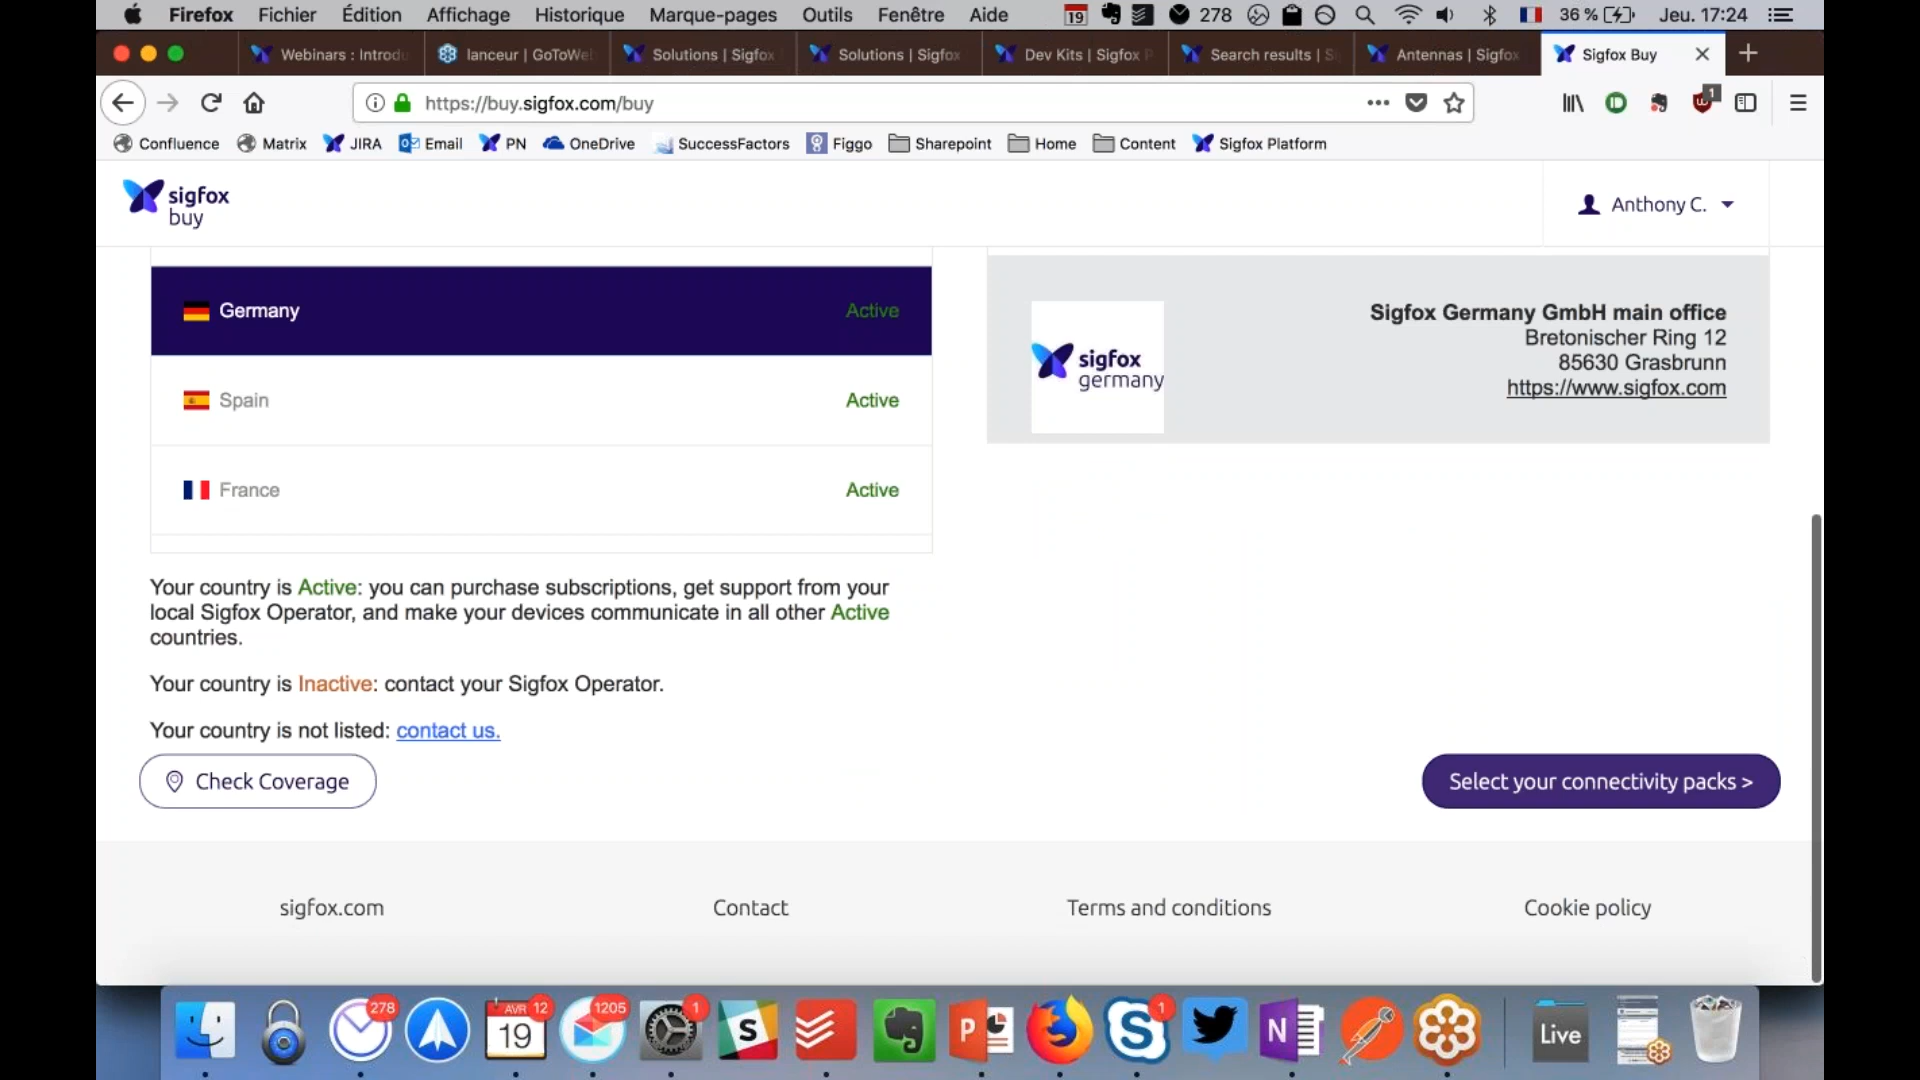 Firefox Fichier Édition Affichage Historique Marque-pages Outils Fenêtre Aide 19 278 36 % Jeu. 17:24
Webinars : Introdu lanceur | GoToWe Solutions | Sigfox Solutions | Sigfox Dev Kits | Sigfox P Search results | S Antennas | Sigfox Sigfox Buy
https://buy.sigfox.com/buy 1
Confluence Matrix JIRA Email PN OneDrive SuccessFactors Figgo Sharepoint Home Content Sigfox Platform
sigfox
buy
Anthony C.
Germany Active
Spain Active
France Active
sigfox
germany
Sigfox Germany GmbH main office
Bretonischer Ring 12
85630 Grasbrunn
https://www.sigfox.com
Your country is Active: you can purchase subscriptions, get support from your
local Sigfox Operator, and make your devices communicate in all other Active
countries.
Your country is Inactive: contact your Sigfox Operator.
Your country is not listed: contact us.
Check Coverage
Select your connectivity packs >
sigfox.com Contact Terms and conditions Cookie policy
278 AVR 12 1205 1 1
19 S P S N Live